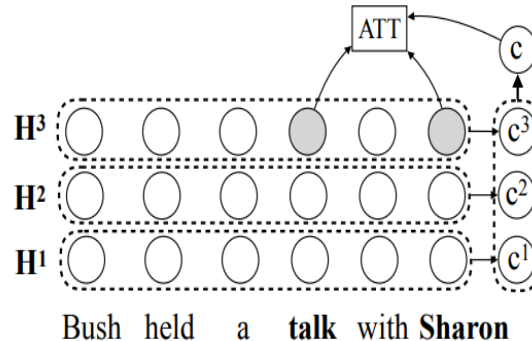 ATT
c
H³ c³
H² c²
H¹ c¹
Bush held a talk with Sharon